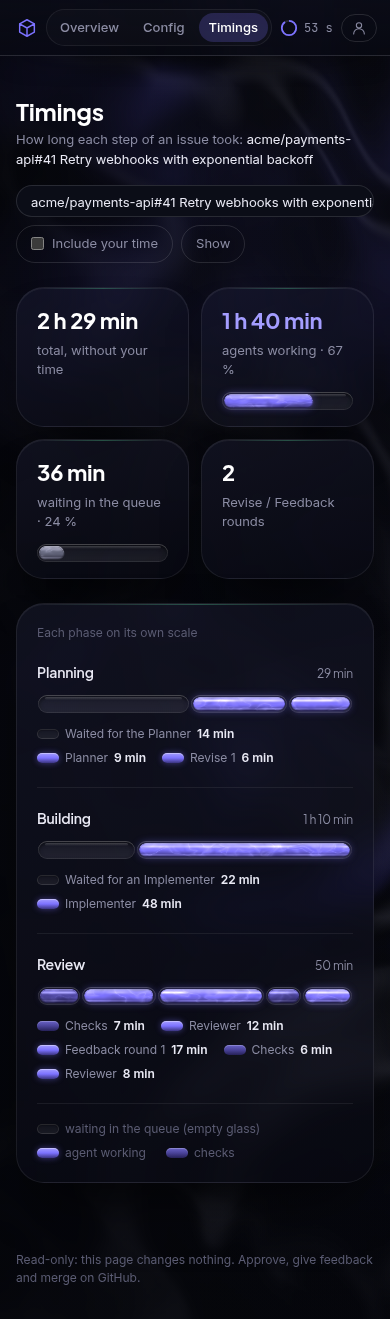 Overview Config Timings 53 s
Timings
How long each step of an issue took: acme/payments-
api#41 Retry webhooks with exponential backoff
acme/payments-api#41 Retry webhooks with exponenti
Include your time Show
2 h 29 min
total, without your
time
1 h 40 min
agents working · 67
%
36 min
waiting in the queue
· 24 %
2
Revise / Feedback
rounds
Each phase on its own scale
Planning 29 min
Waited for the Planner 14 min
Planner 9 min Revise 1 6 min
Building 1 h 10 min
Waited for an Implementer 22 min
Implementer 48 min
Review 50 min
Checks 7 min Reviewer 12 min
Feedback round 1 17 min Checks 6 min
Reviewer 8 min
waiting in the queue (empty glass)
agent working checks
Read-only: this page changes nothing. Approve, give feedback
and merge on GitHub.